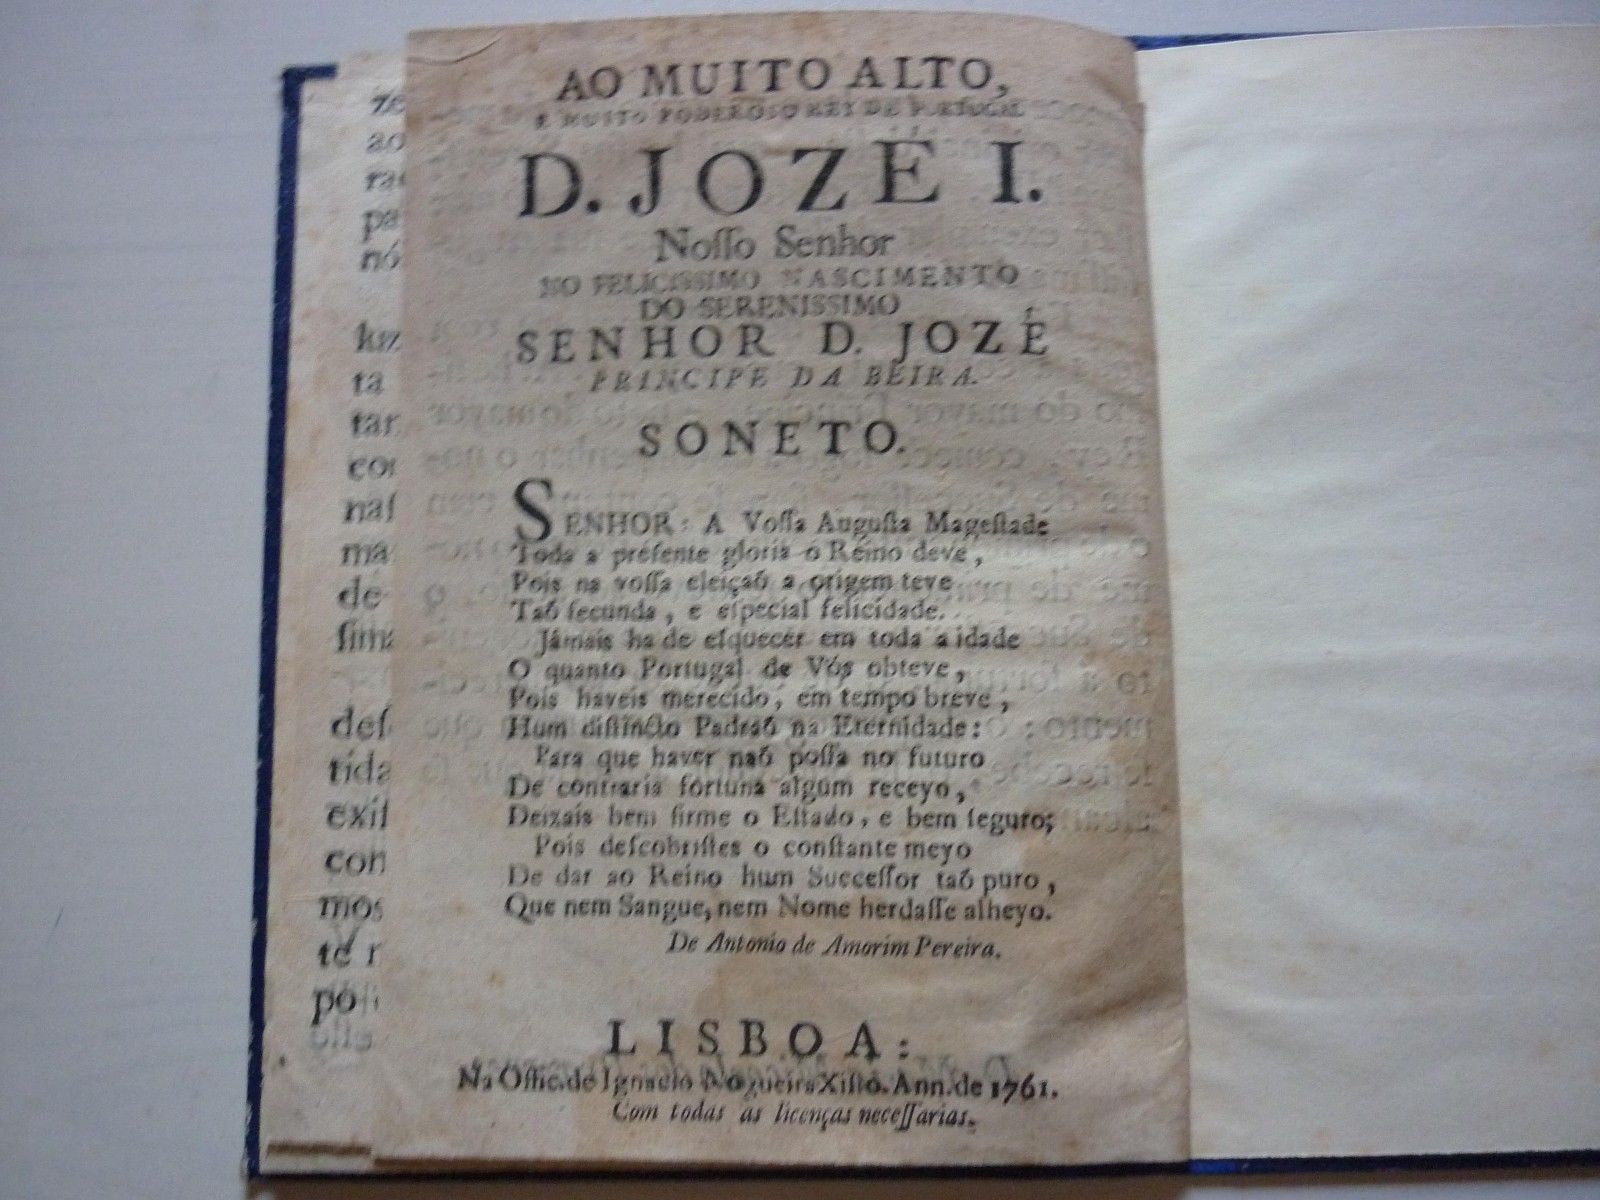 AO MUITO ALTO,
E MUITO PODEROSO REY DE PORTUGAL
D. JOZÉ I.
Noſſo Senhor
NO FELICISSIMO NASCIMENTO
DO SERENISSIMO
SENHOR D. JOZÉ
PRINCIPE DA BEIRA.
SONETO.
SENHOR: A Voſſa Auguſta Mageſtade
Toda a preſente gloria o Reino deve,
Pois na voſſa eleiçaõ a origem teve
Taõ fecunda, e eſpecial felicidade.
Jámais ha de eſquecer em toda a idade
O quanto Portugal de Vós obteve,
Pois haveis merecido, em tempo breve,
Hum diſtincto Padraõ na Eternidade:
Para que haver naõ poſſa no futuro
De contraria fortuna algum receyo,
Deixais bem firme o Eſtado, e bem ſeguro;
Pois deſcobriſtes o conſtante meyo
De dar ao Reino hum Succeſſor taõ puro,
Que nem Sangue, nem Nome herdaſſe alheyo.
De Antonio de Amorim Pereira.
LISBOA:
Na Offic. de Ignacio Nogueira Xiſto. Ann. de 1761.
Com todas as licenças neceſſarias.